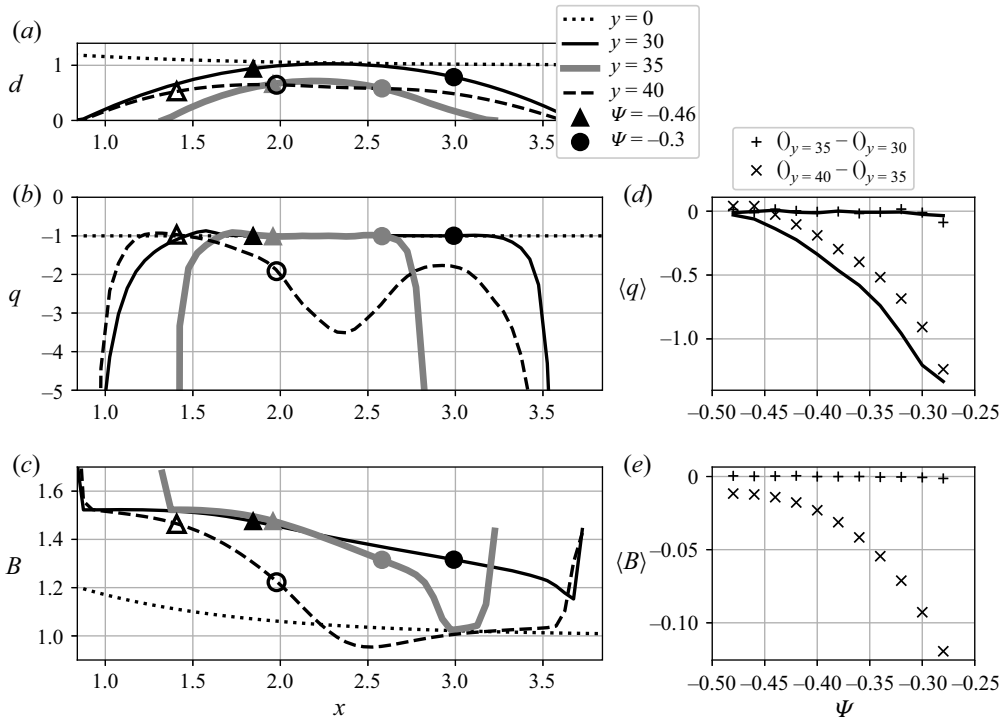 (a)
d
1
0
1.0 1.5 2.0 2.5 3.0 3.5
y = 0
y = 30
y = 35
y = 40
Ψ = –0.46
Ψ = –0.3
(b)
q
0
–1
–2
–3
–4
–5
1.0 1.5 2.0 2.5 3.0 3.5
(c)
B
1.6
1.4
1.2
1.0
1.0 1.5 2.0 2.5 3.0 3.5
x
()y = 35 – ()y = 30
()y = 40 – ()y = 35
(d)
⟨q⟩
0
–0.5
–1.0
–0.50 –0.45 –0.40 –0.35 –0.30 –0.25
(e)
⟨B⟩
0
–0.05
–0.10
–0.50 –0.45 –0.40 –0.35 –0.30 –0.25
Ψ